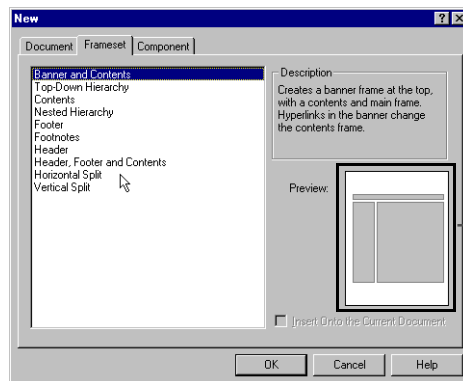 New
Document Frameset Component
Banner and Contents
Top-Down Hierarchy
Contents
Nested Hierarchy
Footer
Footnotes
Header
Header, Footer and Contents
Horizontal Split
Vertical Split
Description
Creates a banner frame at the top,
with a contents and main frame.
Hyperlinks in the banner change
the contents frame.
Preview:
Insert Onto the Current Document
OK Cancel Help